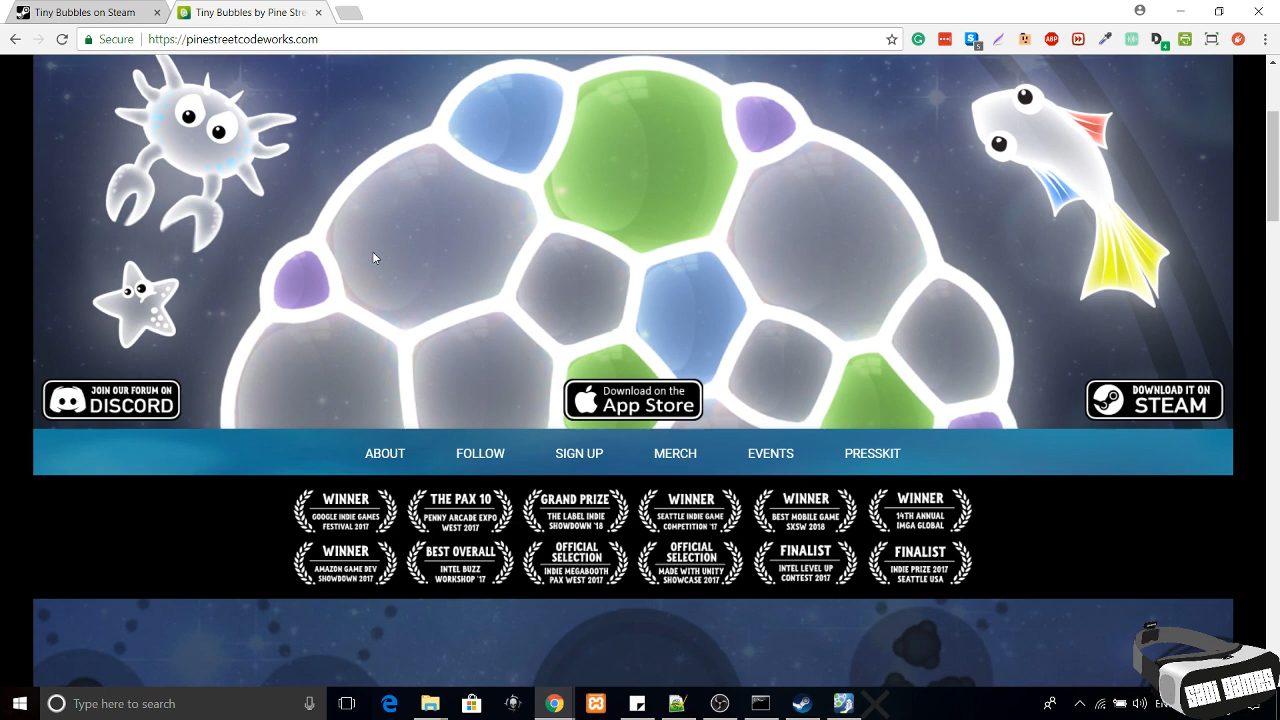 Tiny Bubbles on Steam
Tiny Bubbles by Pine Stre
Secure
https://pinestreetcodeworks.com
JOIN OUR FORUM ON
DISCORD
Download on the
App Store
DOWNLOAD IT ON
STEAM
ABOUT FOLLOW SIGN UP MERCH EVENTS PRESSKIT
WINNER
GOOGLE INDIE GAMES
FESTIVAL 2017
THE PAX 10
PENNY ARCADE EXPO
WEST 2017
GRAND PRIZE
THE LABEL INDIE
SHOWDOWN '18
WINNER
SEATTLE INDIE GAME
COMPETITION '17
WINNER
BEST MOBILE GAME
SXSW 2018
WINNER
14TH ANNUAL
IMGA GLOBAL
WINNER
AMAZON GAME DEV
SHOWDOWN 2017
BEST OVERALL
INTEL BUZZ
WORKSHOP '17
OFFICIAL
SELECTION
INDIE MEGABOOTH
PAX WEST 2017
OFFICIAL
SELECTION
MADE WITH UNITY
SHOWCASE 2017
FINALIST
INTEL LEVEL UP
CONTEST 2017
FINALIST
INDIE PRIZE 2017
SEATTLE USA
Type here to search